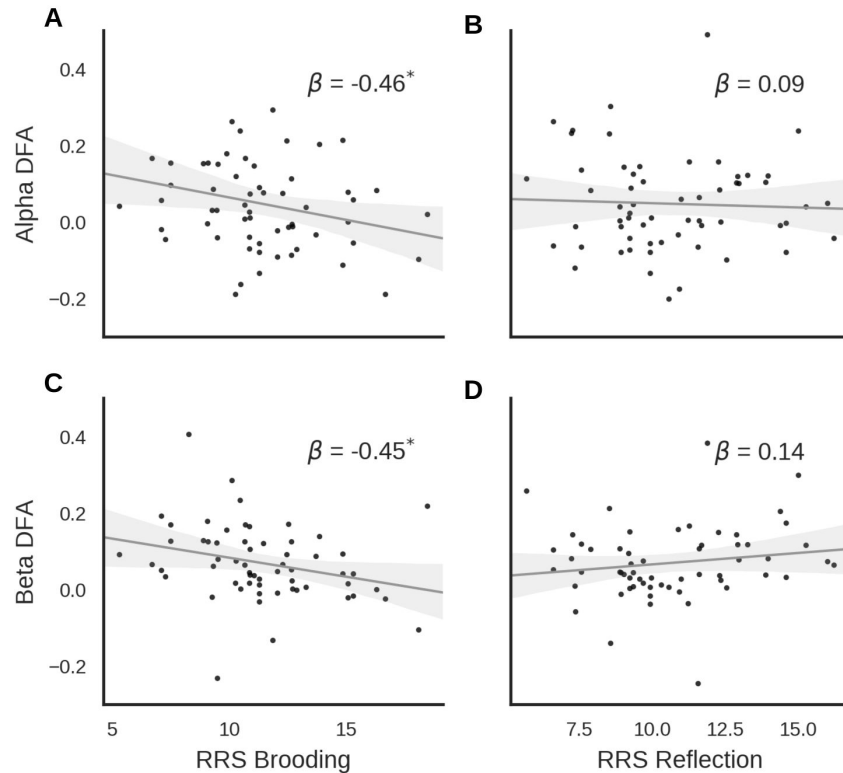 A
B
0.4
0.2
0.0
−0.2
Alpha DFA
β = -0.46*
β = 0.09
C
D
0.4
0.2
0.0
−0.2
Beta DFA
β = -0.45*
β = 0.14
5 10 15
7.5 10.0 12.5 15.0
RRS Brooding
RRS Reflection